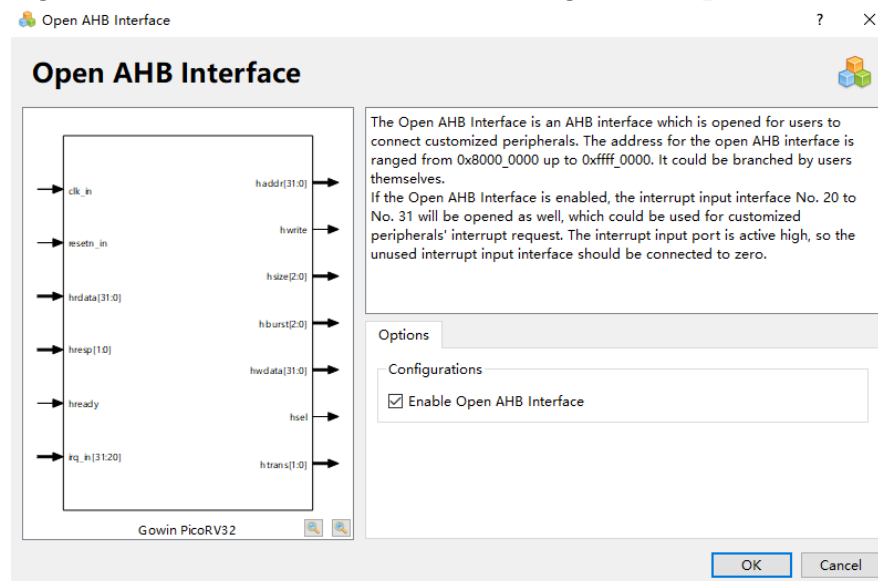 Open AHB Interface
?
Open AHB Interface
clk_in
resetn_in
hrdata[31:0]
hresp[1:0]
hready
irq_in[31:20]
haddr[31:0]
hwrite
hsize[2:0]
hburst[2:0]
hwdata[31:0]
hsel
htrans[1:0]
Gowin PicoRV32
The Open AHB Interface is an AHB interface which is opened for users to
connect customized peripherals. The address for the open AHB interface is
ranged from 0x8000_0000 up to 0xffff_0000. It could be branched by users
themselves.
If the Open AHB Interface is enabled, the interrupt input interface No. 20 to
No. 31 will be opened as well, which could be used for customized
peripherals' interrupt request. The interrupt input port is active high, so the
unused interrupt input interface should be connected to zero.
Options
Configurations
Enable Open AHB Interface
OK
Cancel